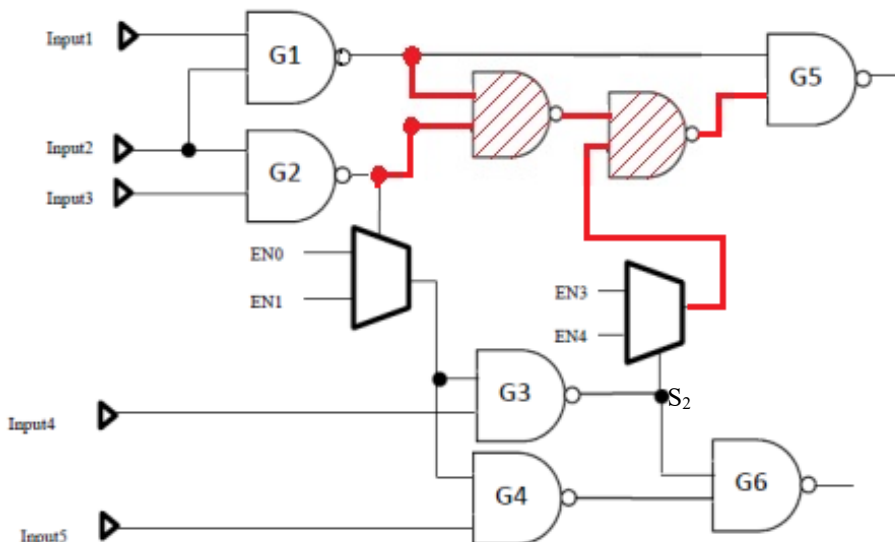 Input1
G1
G5
Input2
G2
Input3
EN0
EN1
EN3
EN4
G3
S₂
Input4
G4
G6
Input5